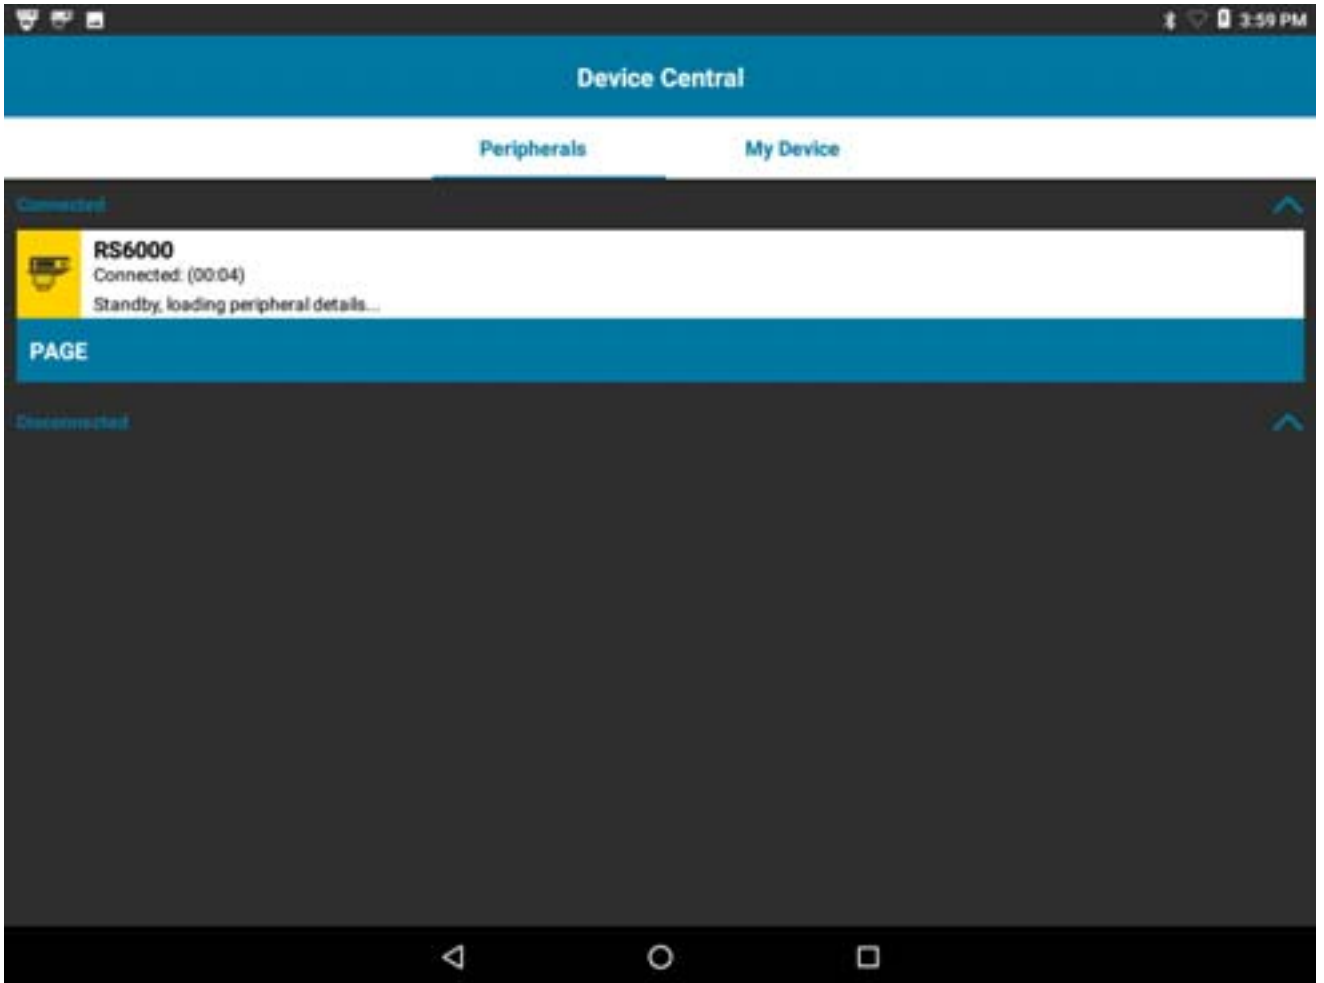 3:59 PM
Device Central
Peripherals My Device
Connected
RS6000
Connected: (00:04)
Standby, loading peripheral details...
PAGE
Disconnected